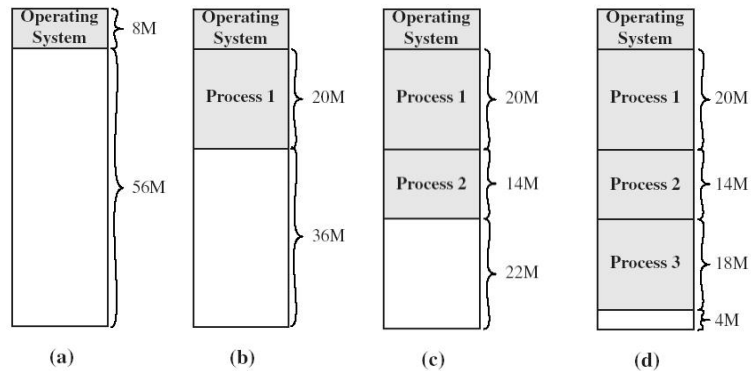 Operating
System
8M
56M
(a)
Operating
System
Process 1
20M
36M
(b)
Operating
System
Process 1
20M
Process 2
14M
22M
(c)
Operating
System
Process 1
20M
Process 2
14M
Process 3
18M
4M
(d)